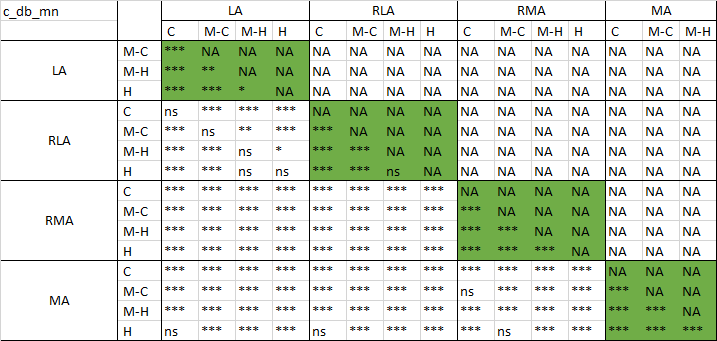 c_db_mn LA RLA RMA MA
C M-C M-H H C M-C M-H H C M-C M-H H C M-C M-H
M-C *** NA NA NA NA NA NA NA NA NA NA NA NA NA NA
LA M-H *** ** NA NA NA NA NA NA NA NA NA NA NA NA NA
H *** *** * NA NA NA NA NA NA NA NA NA NA NA NA
C ns *** *** *** NA NA NA NA NA NA NA NA NA NA NA
RLA M-C *** ns ** *** *** NA NA NA NA NA NA NA NA NA NA
M-H *** *** ns * *** *** NA NA NA NA NA NA NA NA NA
H *** *** ns ns *** *** ns NA NA NA NA NA NA NA NA
C *** *** *** *** *** *** *** *** NA NA NA NA NA NA NA
RMA M-C *** *** *** *** *** *** *** *** *** NA NA NA NA NA NA
M-H *** *** *** *** *** *** *** *** *** *** NA NA NA NA NA
H *** *** *** *** *** *** *** *** *** *** *** NA NA NA NA
C *** *** *** *** *** *** *** *** *** *** *** *** NA NA NA
MA M-C *** *** *** *** *** *** *** *** ns *** *** *** *** NA NA
M-H *** *** *** *** *** *** *** *** *** *** *** *** *** *** NA
H ns *** *** *** ns *** *** *** *** ns *** *** *** *** ***